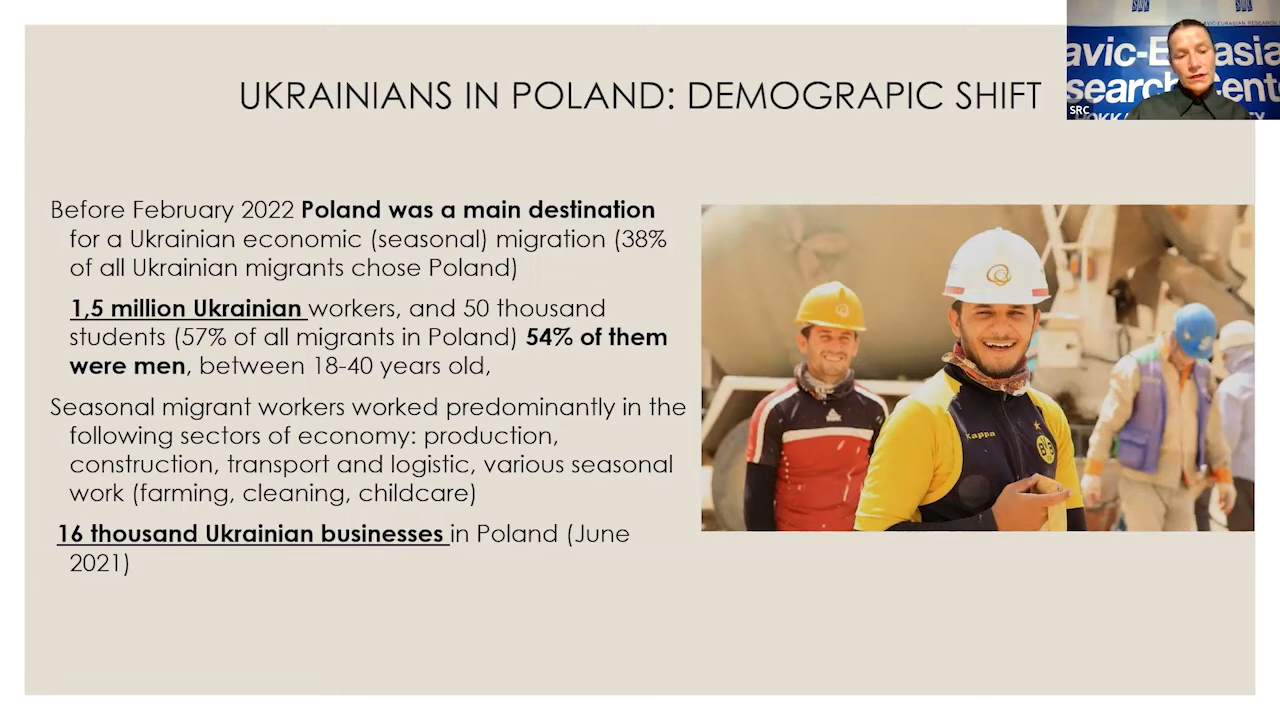 UKRAINIANS IN POLAND: DEMOGRAPIC SHIFT
Before February 2022 Poland was a main destination
for a Ukrainian economic (seasonal) migration (38%
of all Ukrainian migrants chose Poland)
1,5 million Ukrainian workers, and 50 thousand
students (57% of all migrants in Poland) 54% of them
were men, between 18-40 years old,
Seasonal migrant workers worked predominantly in the
following sectors of economy: production,
construction, transport and logistic, various seasonal
work (farming, cleaning, childcare)
16 thousand Ukrainian businesses in Poland (June
2021)
Kappa
SRC